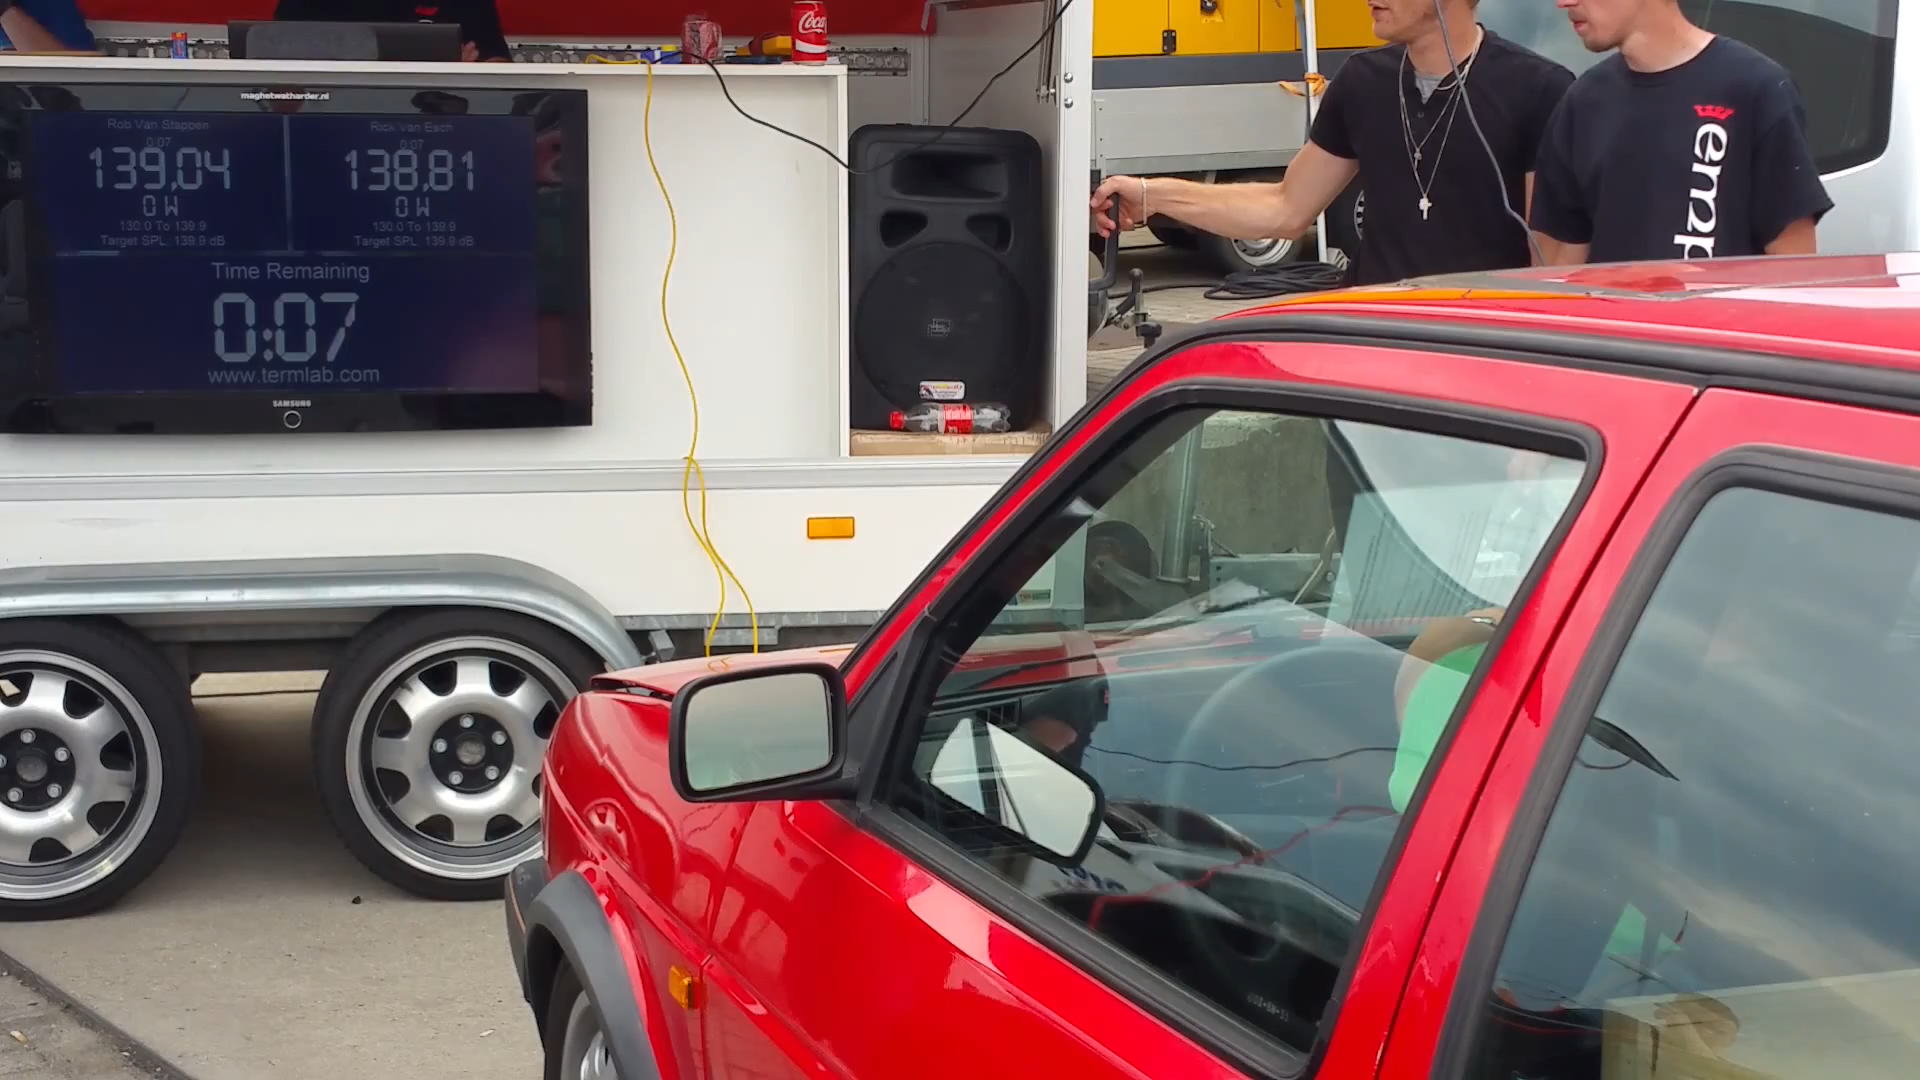 maghetwatharder.nl
Rob Van Stappen
0:07
139,04
0 W
130.0 To 139.9
Target SPL: 139.9 dB
Rick Van Esch
0:07
138,81
0 W
130.0 To 139.9
Target SPL: 139.9 dB
Time Remaining
0:07
www.termlab.com
SAMSUNG
Coca
emp